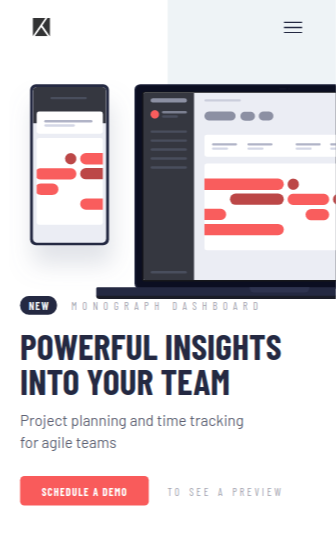 NEW MONOGRAPH DASHBOARD
POWERFUL INSIGHTS
INTO YOUR TEAM
Project planning and time tracking
for agile teams
SCHEDULE A DEMO TO SEE A PREVIEW